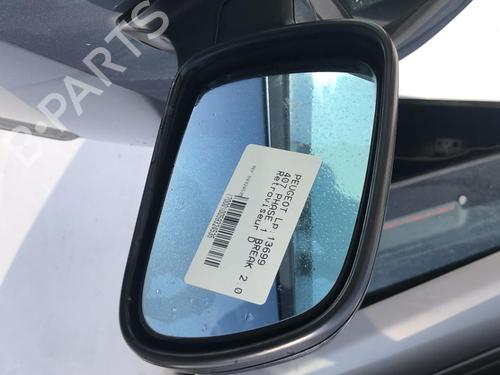 B-PARTS
PEUGEOT Lp:13699
407 PHASE 1 BREAK 2.0
Retroviseur D